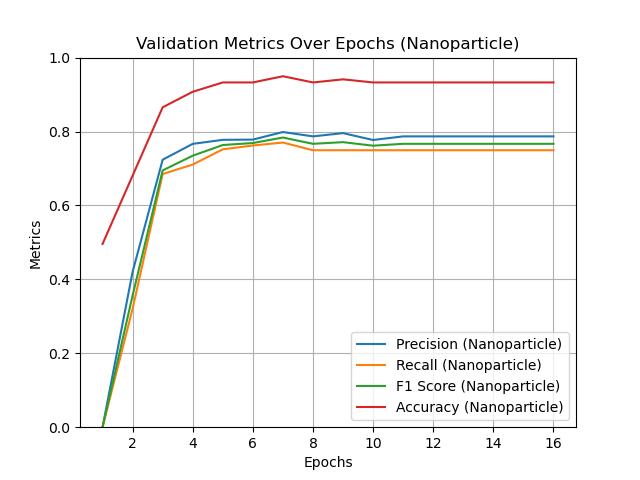 Validation Metrics Over Epochs (Nanoparticle)
1.0
0.8
0.6
0.4
0.2
0.0
Metrics
Precision (Nanoparticle)
Recall (Nanoparticle)
F1 Score (Nanoparticle)
Accuracy (Nanoparticle)
2 4 6 8 10 12 14 16
Epochs